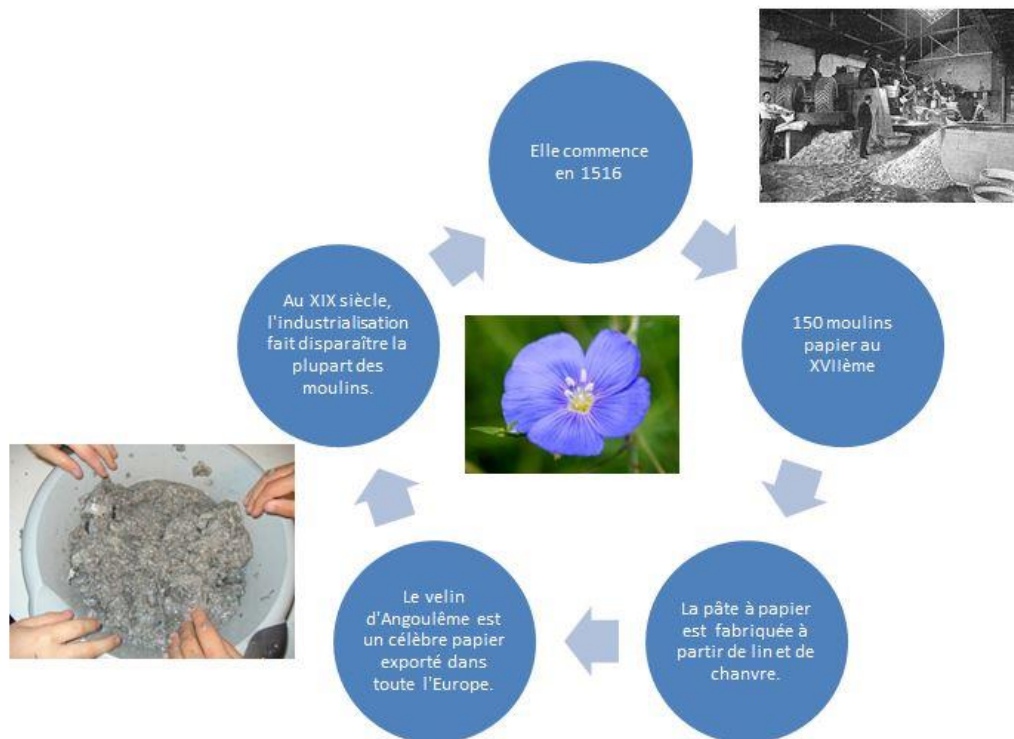 Elle commence
en 1516
150 moulins
papier au
XVIIème
La pâte à papier
est fabriquée à
partir de lin et de
chanvre.
Le velin
d'Angoulême est
un célèbre papier
exporté dans
toute l'Europe.
Au XIX siècle,
l'industrialisation
fait disparaître la
plupart des
moulins.